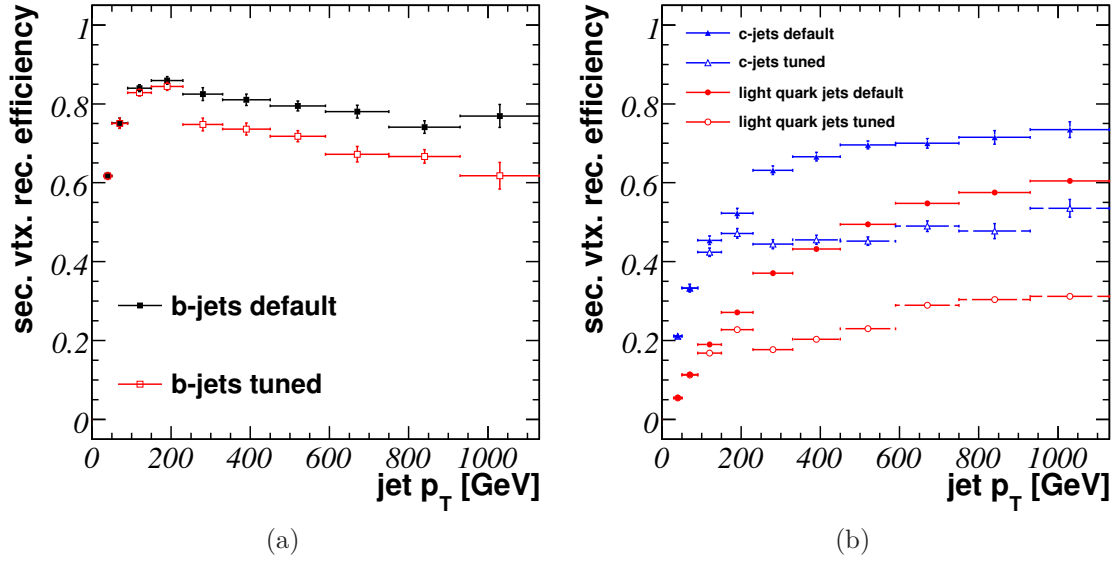 sec. vtx. rec. efficiency
1
0.8
0.6
0.4
0.2
0
b-jets default
b-jets tuned
0 200 400 600 800 1000
jet p_T [GeV]
(a)
sec. vtx. rec. efficiency
1
0.8
0.6
0.4
0.2
0
c-jets default
c-jets tuned
light quark jets default
light quark jets tuned
0 200 400 600 800 1000
jet p_T [GeV]
(b)